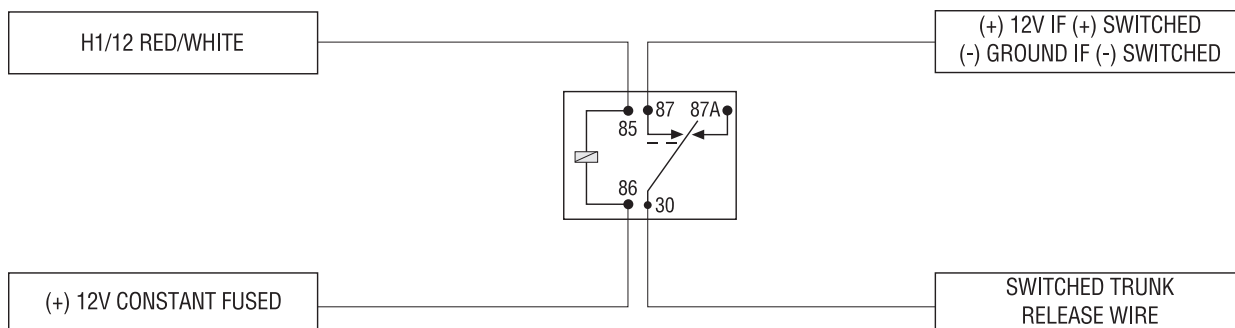 H1/12 RED/WHITE
(+) 12V IF (+) SWITCHED
(-) GROUND IF (-) SWITCHED
87 87A
85
86
30
(+) 12V CONSTANT FUSED
SWITCHED TRUNK
RELEASE WIRE